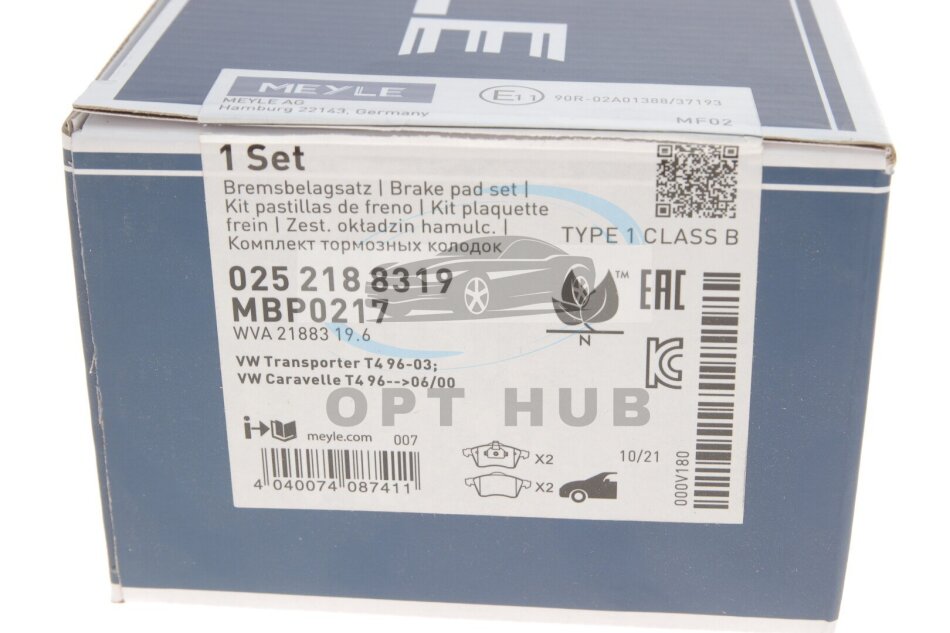 MEYLE
MEYLE AG
Hamburg 22143, Germany
E11
90R-02A01388/37193
MF02
1 Set
Bremsbelagsatz | Brake pad set |
Kit pastillas de freno | Kit plaquette
frein | Zest. okładzin hamulc. |
Комплект тормозных колодок
TYPE 1 CLASS B
025 218 8319
MBP0217
WVA 21883 19.6
TM
N
EAC
VW Transporter T4 96-03;
VW Caravelle T4 96-->06/00
OPT HUB
meyle.com 007
4 040074 087411
X2
X2
10/21
000V180